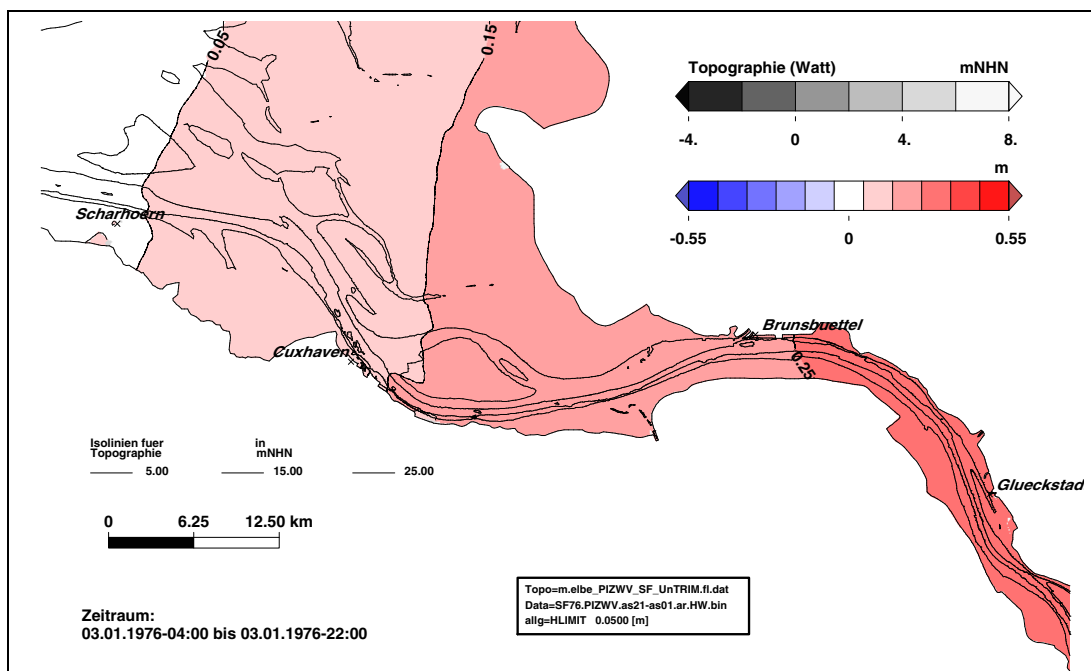 0.05
0.15
Topographie (Watt) mNHN
-4. 0 4. 8.
m
-0.55 0 0.55
Scharhoern
Cuxhaven
Brunsbuettel
0.25
Glueckstad
Isolinien fuer in
Topographie mNHN
5.00 15.00 25.00
0 6.25 12.50 km
Topo=m.elbe_PIZWV_SF_UnTRIM.fl.dat
Data=SF76.PIZWV.as21-as01.ar.HW.bin
allg=HLIMIT 0.0500 [m]
Zeitraum:
03.01.1976-04:00 bis 03.01.1976-22:00